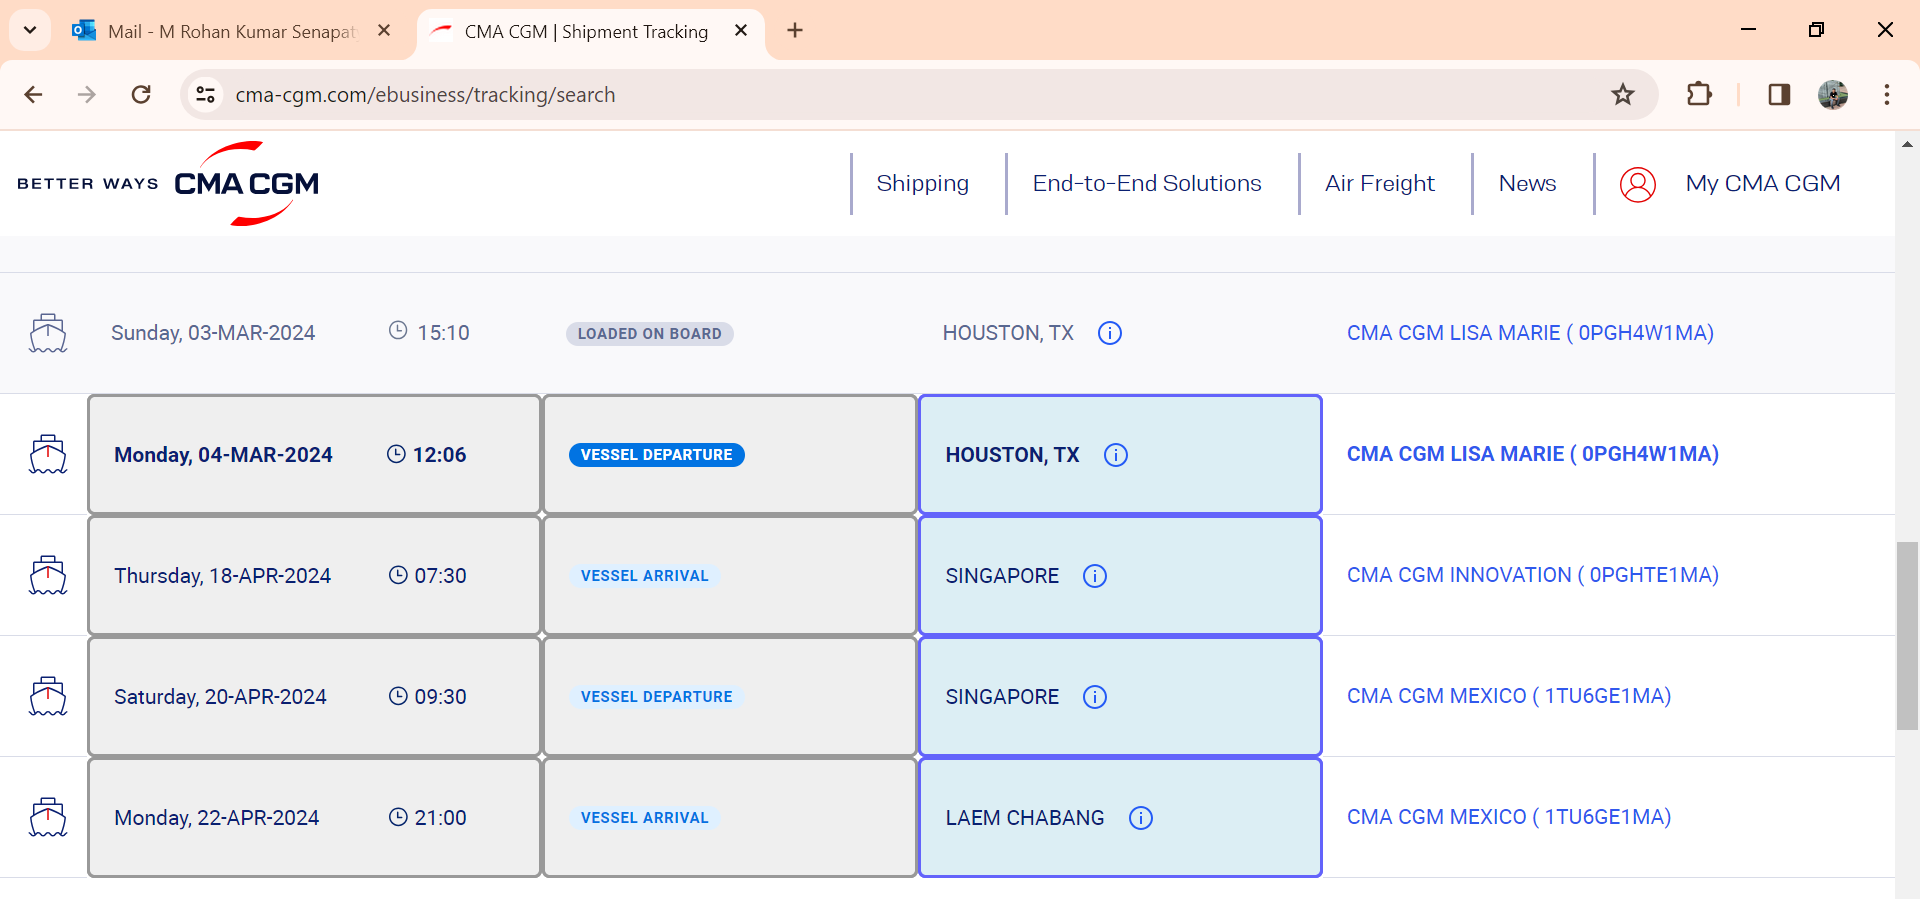 Mail - M Rohan Kumar Senapat
CMA CGM | Shipment Tracking
cma-cgm.com/ebusiness/tracking/search
BETTER WAYS CMA CGM
Shipping
End-to-End Solutions
Air Freight
News
My CMA CGM
Sunday, 03-MAR-2024 15:10 LOADED ON BOARD HOUSTON, TX CMA CGM LISA MARIE ( 0PGH4W1MA)
Monday, 04-MAR-2024 12:06 VESSEL DEPARTURE HOUSTON, TX CMA CGM LISA MARIE ( 0PGH4W1MA)
Thursday, 18-APR-2024 07:30 VESSEL ARRIVAL SINGAPORE CMA CGM INNOVATION ( 0PGHTE1MA)
Saturday, 20-APR-2024 09:30 VESSEL DEPARTURE SINGAPORE CMA CGM MEXICO ( 1TU6GE1MA)
Monday, 22-APR-2024 21:00 VESSEL ARRIVAL LAEM CHABANG CMA CGM MEXICO ( 1TU6GE1MA)